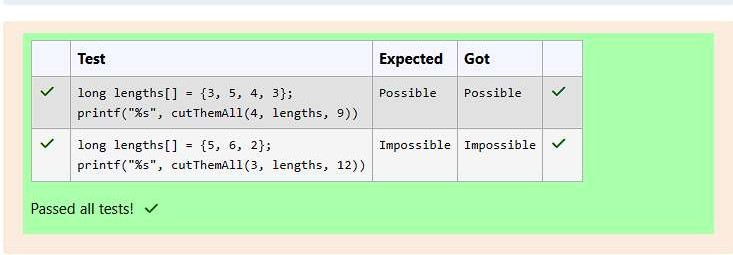 Test Expected Got
long lengths[] = {3, 5, 4, 3}; Possible Possible
printf("%s", cutThemAll(4, lengths, 9))
long lengths[] = {5, 6, 2}; Impossible Impossible
printf("%s", cutThemAll(3, lengths, 12))
Passed all tests!